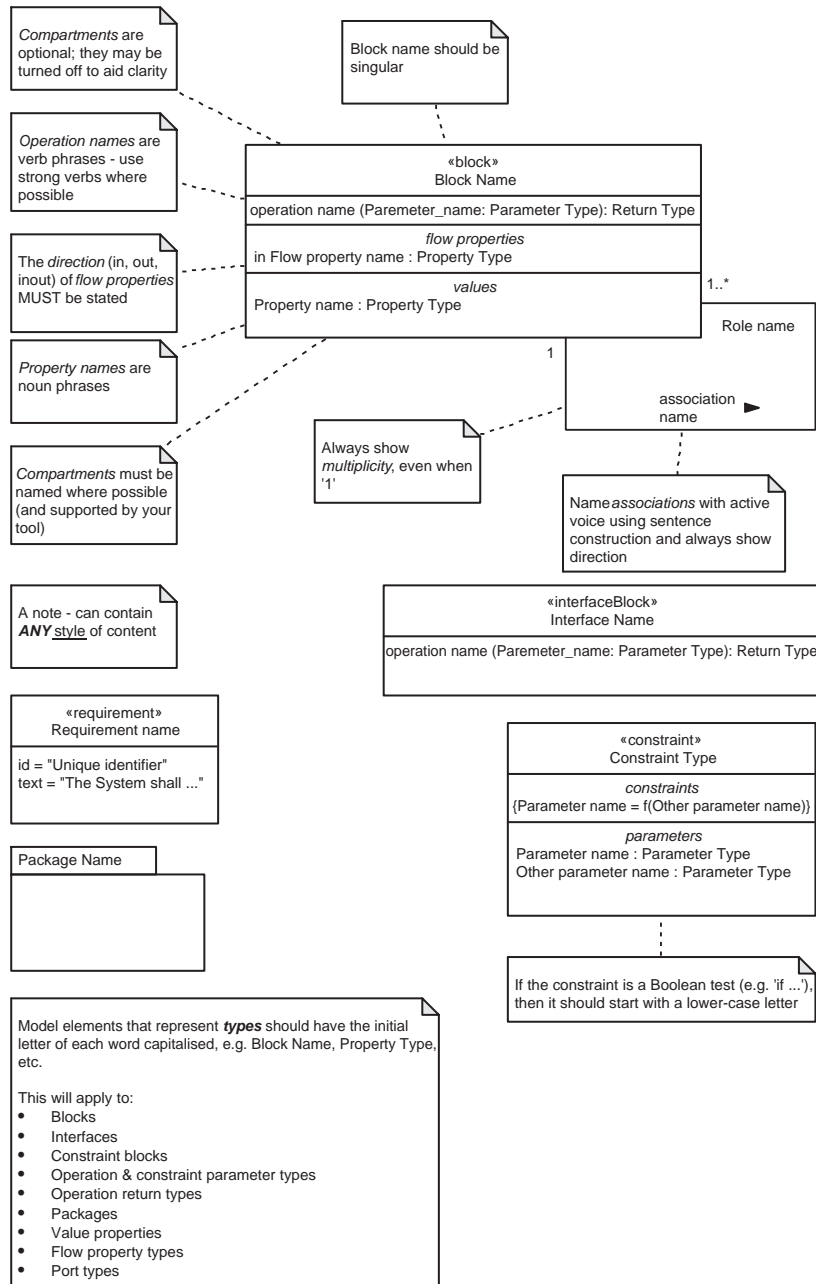 Compartments are
optional; they may be
turned off to aid clarity
Block name should be
singular
Operation names are
verb phrases - use
strong verbs where
possible
«block»
Block Name
operation name (Paremeter_name: Parameter Type): Return Type
flow properties
in Flow property name : Property Type
values
Property name : Property Type
The direction (in, out,
inout) of flow properties
MUST be stated
1..*
Role name
1
association
name
Property names are
noun phrases
Always show
multiplicity, even when
'1'
Compartments must be
named where possible
(and supported by your
tool)
Name associations with active
voice using sentence
construction and always show
direction
A note - can contain
ANY style of content
«interfaceBlock»
Interface Name
operation name (Paremeter_name: Parameter Type): Return Type
«requirement»
Requirement name
id = "Unique identifier"
text = "The System shall ..."
«constraint»
Constraint Type
constraints
{Parameter name = f(Other parameter name)}
parameters
Parameter name : Parameter Type
Other parameter name : Parameter Type
Package Name
If the constraint is a Boolean test (e.g. 'if ...'),
then it should start with a lower-case letter
Model elements that represent types should have the initial
letter of each word capitalised, e.g. Block Name, Property Type,
etc.
This will apply to:
• Blocks
• Interfaces
• Constraint blocks
• Operation & constraint parameter types
• Operation return types
• Packages
• Value properties
• Flow property types
• Port types